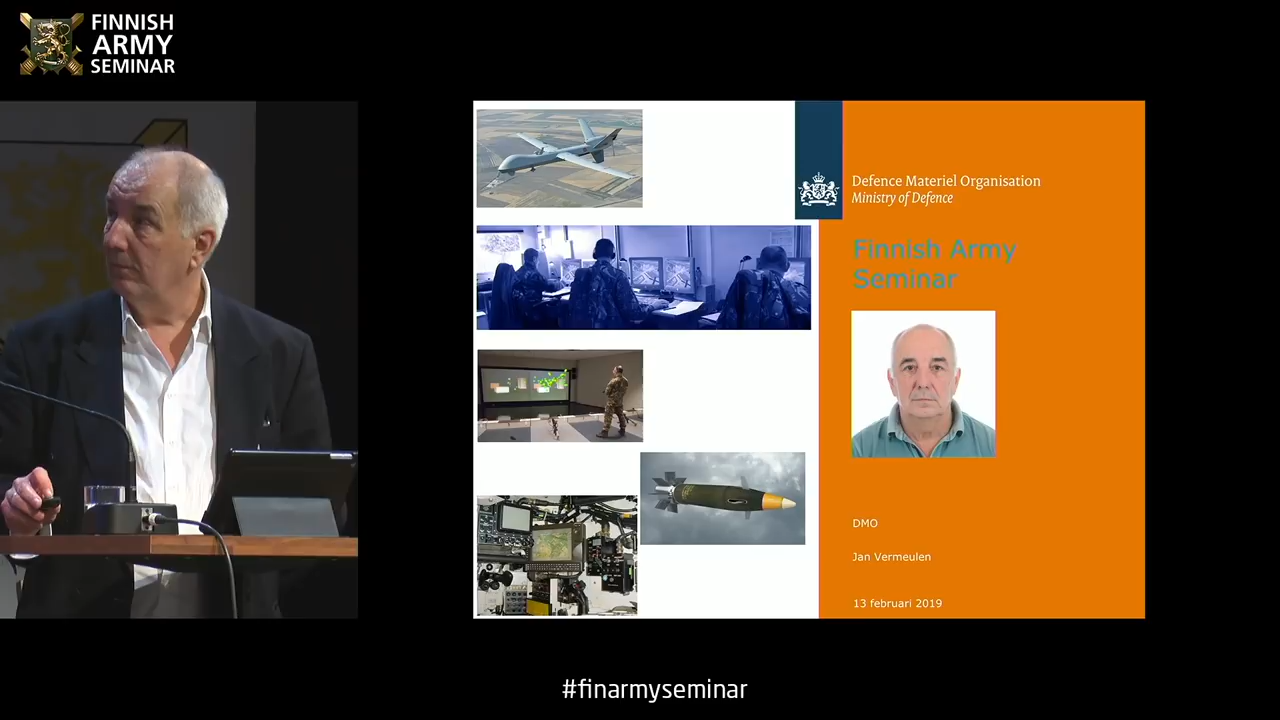 FINNISH
ARMY
SEMINAR
Defence Materiel Organisation
Ministry of Defence
Finnish Army
Seminar
DMO
Jan Vermeulen
13 februari 2019
#finarmyseminar